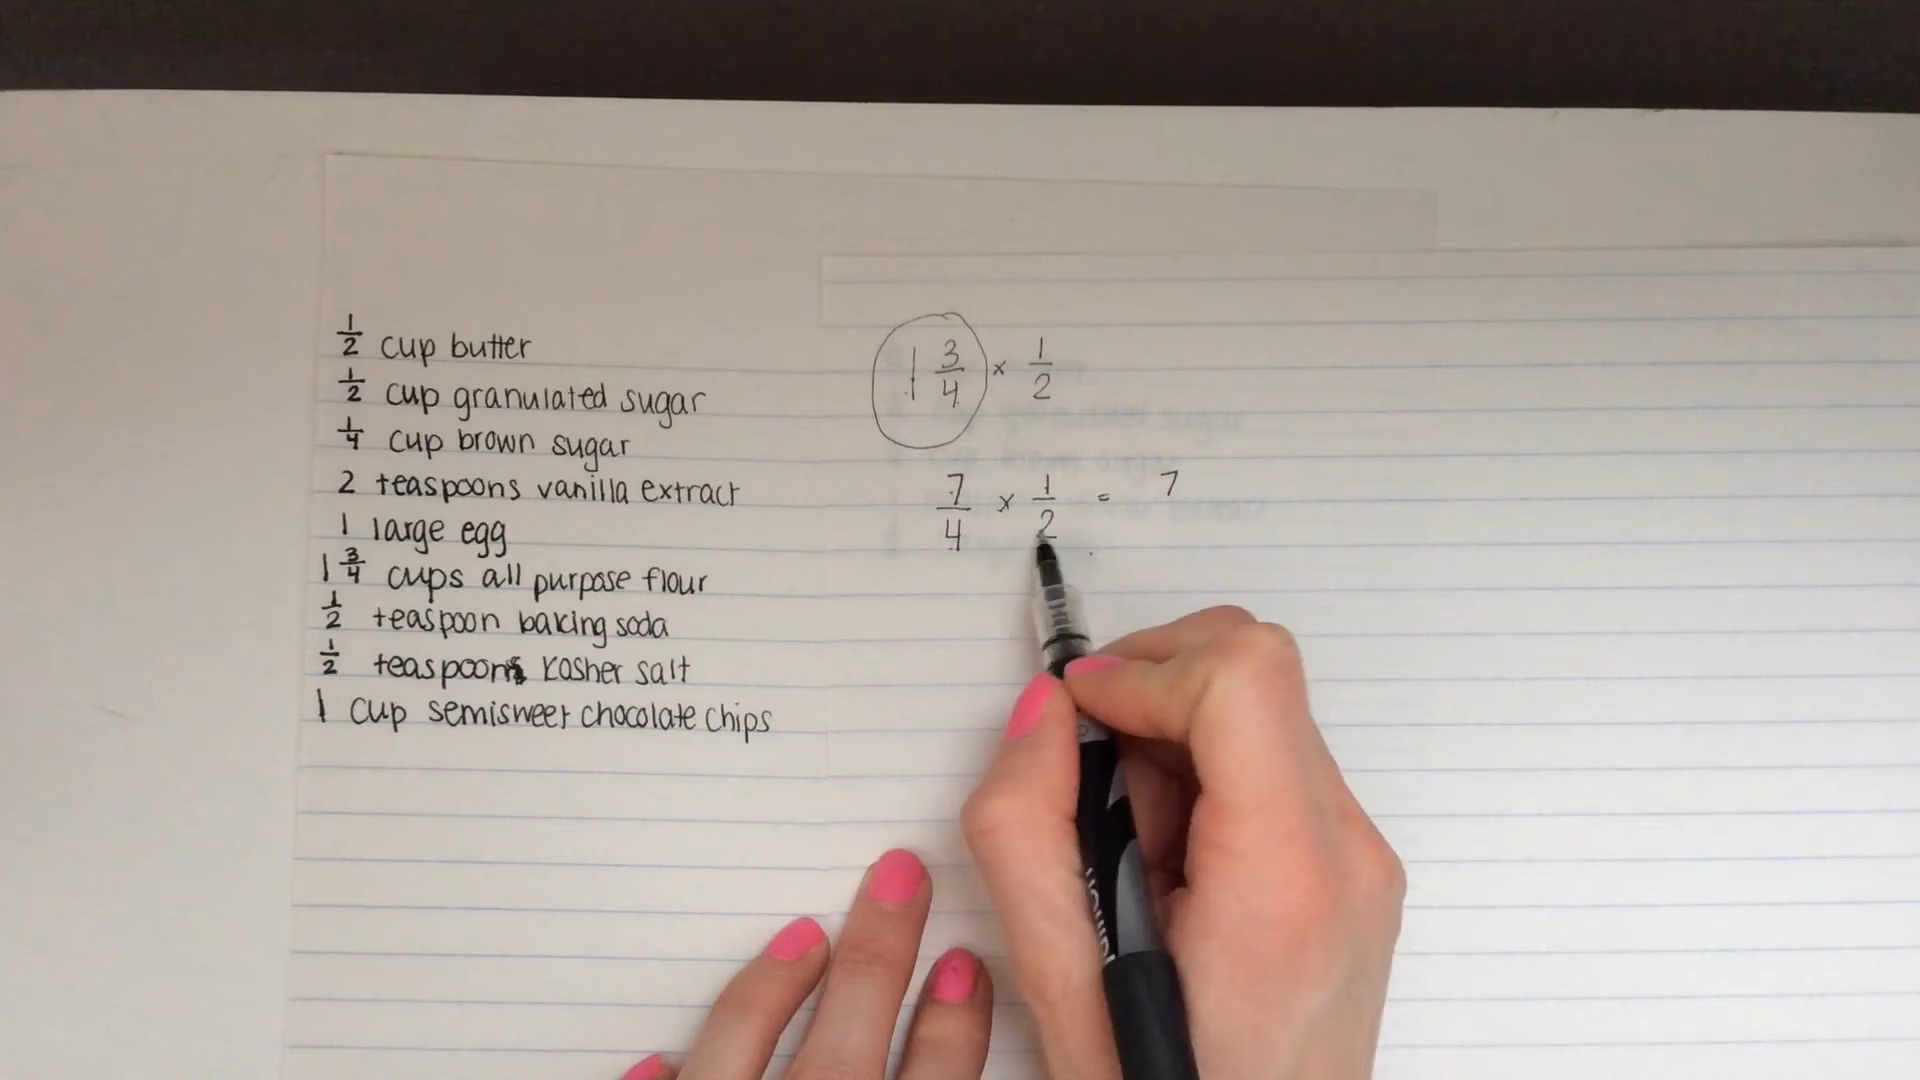 1/2 cup butter
1/2 cup granulated sugar
1/4 cup brown sugar
2 teaspoons vanilla extract
1 large egg
1 3/4 cups all purpose flour
1/2 teaspoon baking soda
1/2 teaspoons kosher salt
1 cup semisweet chocolate chips
1 3/4 x 1/2
7/4 x 1/2 = 7